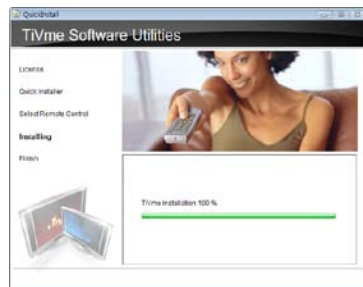 QuickInstall
TiVme Software Utilities
License
Quick Installer
Select Remote Control
Installing
Finish
TiVme Installation 100 %